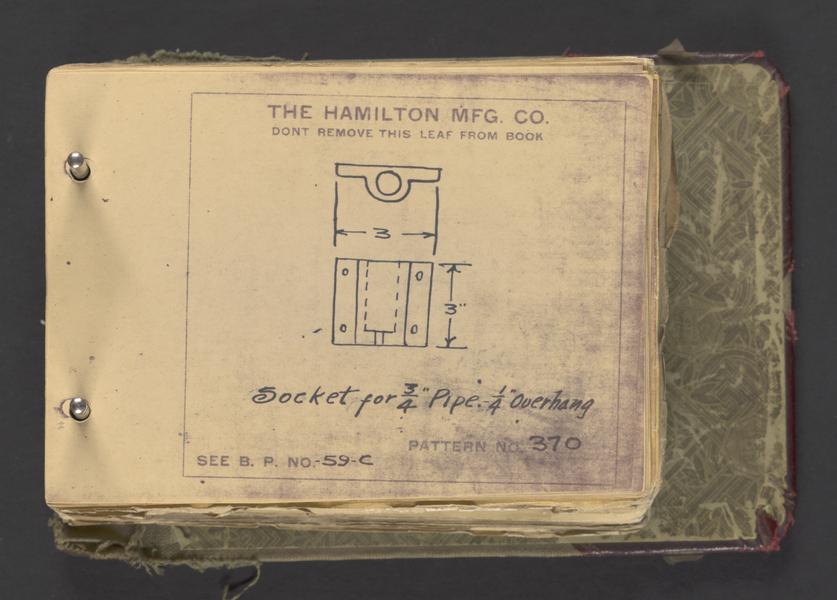 THE HAMILTON MFG. CO.
DONT REMOVE THIS LEAF FROM BOOK
3
3"
Socket for 3/4" Pipe. 1/4" Overhang
PATTERN NO. 370
SEE B. P. NO.-59-C